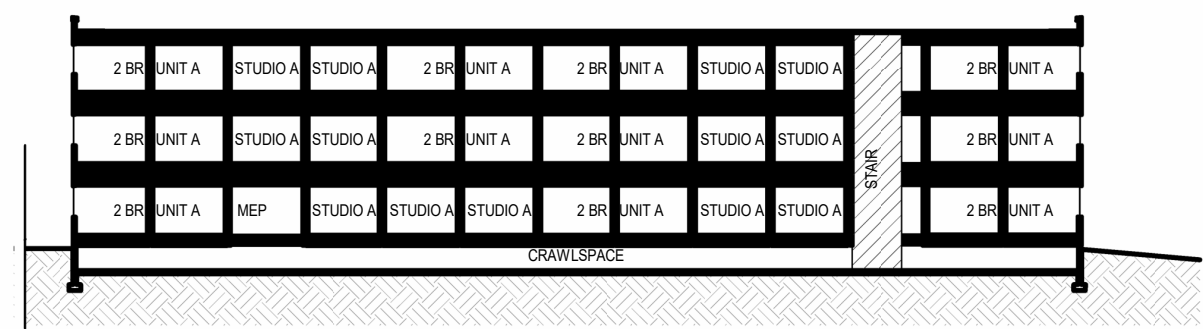 2 BR UNIT A STUDIO A STUDIO A 2 BR UNIT A 2 BR UNIT A STUDIO A STUDIO A 2 BR UNIT A
2 BR UNIT A STUDIO A STUDIO A 2 BR UNIT A 2 BR UNIT A STUDIO A STUDIO A 2 BR UNIT A
STAIR
2 BR UNIT A MEP STUDIO A STUDIO A STUDIO A 2 BR UNIT A STUDIO A STUDIO A 2 BR UNIT A
CRAWLSPACE